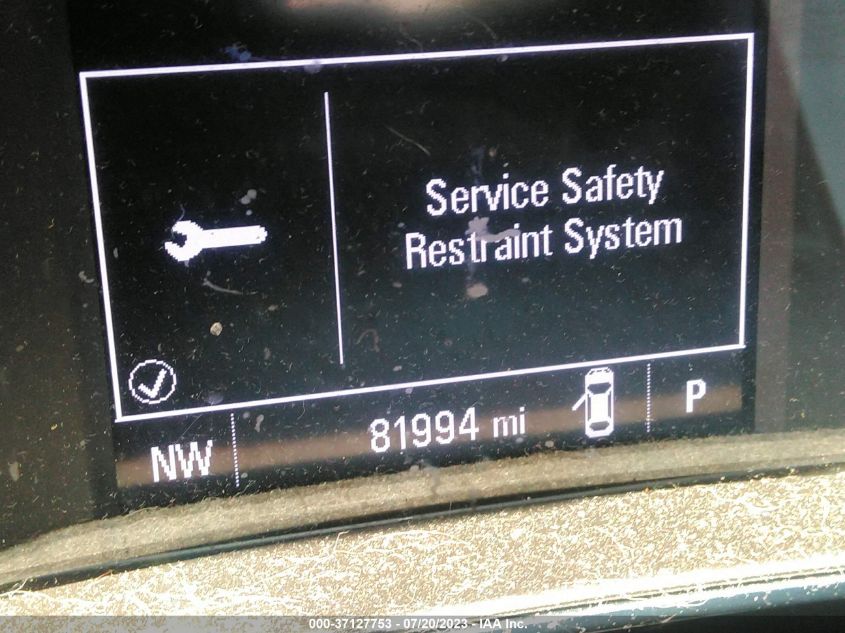 Service Safety
Restraint System
NW
81994 mi
P
000-37127753 - 07/20/2023 - IAA Inc.